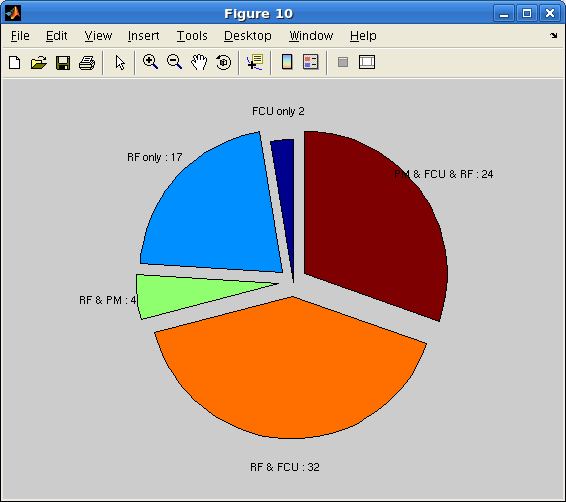 Figure 10
File Edit View Insert Tools Desktop Window Help
FCU only 2
RF only : 17
PM & FCU & RF : 24
RF & PM : 4
RF & FCU : 32